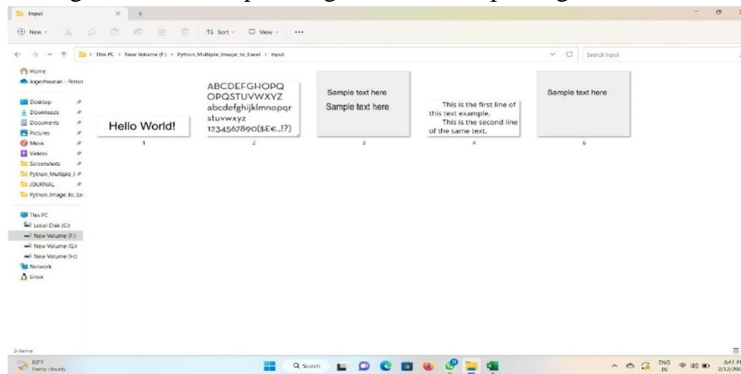 Input
New
Sort
View
This PC > New Volume (F:) > Python_Multiple_Image_to_Excel > Input
Search Input
Home
Desktop
Downloads
Documents
Pictures
Music
Videos
Screenshots
Python_Multiple_I
JOURNAL
Python_Image_to_Ex
This PC
Local Disk (C:)
New Volume (F:)
New Volume (G:)
New Volume (H:)
Network
Linux
Hello World!
1
ABCDEFGHOPQ
OPQSTUVWXYZ
abcdefghijklmnopqr
stuvwxyz
1234567890($£€.,!?)
2
Sample text here
Sample text here
3
This is the first line of
this text example.
This is the second line
of the same text.
4
Sample text here
5
5 items
Partly cloudy
Search
ENG
IN